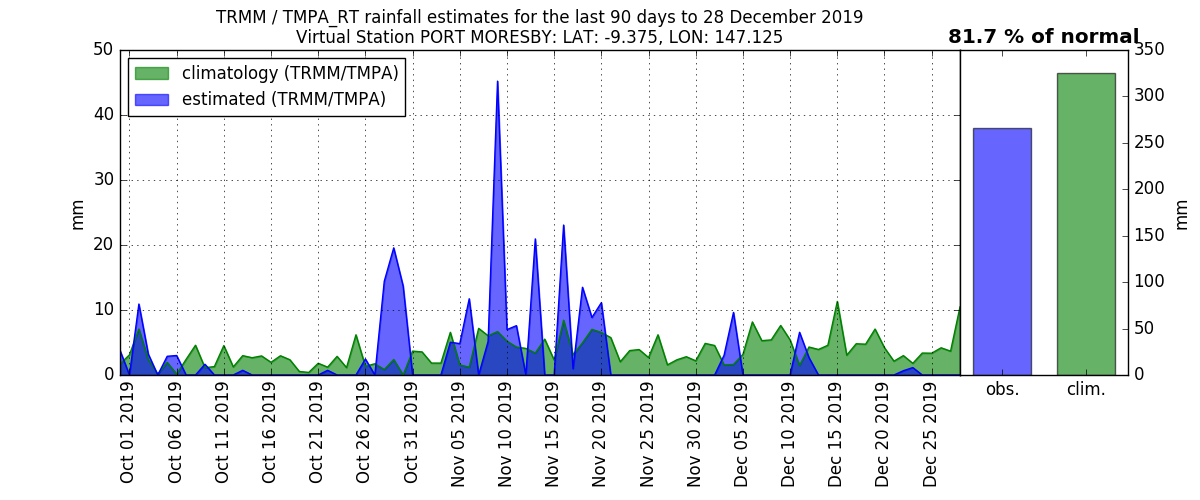 TRMM / TMPA_RT rainfall estimates for the last 90 days to 28 December 2019
Virtual Station PORT MORESBY: LAT: -9.375, LON: 147.125
81.7 % of normal
climatology (TRMM/TMPA)
estimated (TRMM/TMPA)
50
40
30
20
10
0
mm
350
300
250
200
150
100
50
0
mm
Oct 01 2019
Oct 06 2019
Oct 11 2019
Oct 16 2019
Oct 21 2019
Oct 26 2019
Oct 31 2019
Nov 05 2019
Nov 10 2019
Nov 15 2019
Nov 20 2019
Nov 25 2019
Nov 30 2019
Dec 05 2019
Dec 10 2019
Dec 15 2019
Dec 20 2019
Dec 25 2019
obs.
clim.